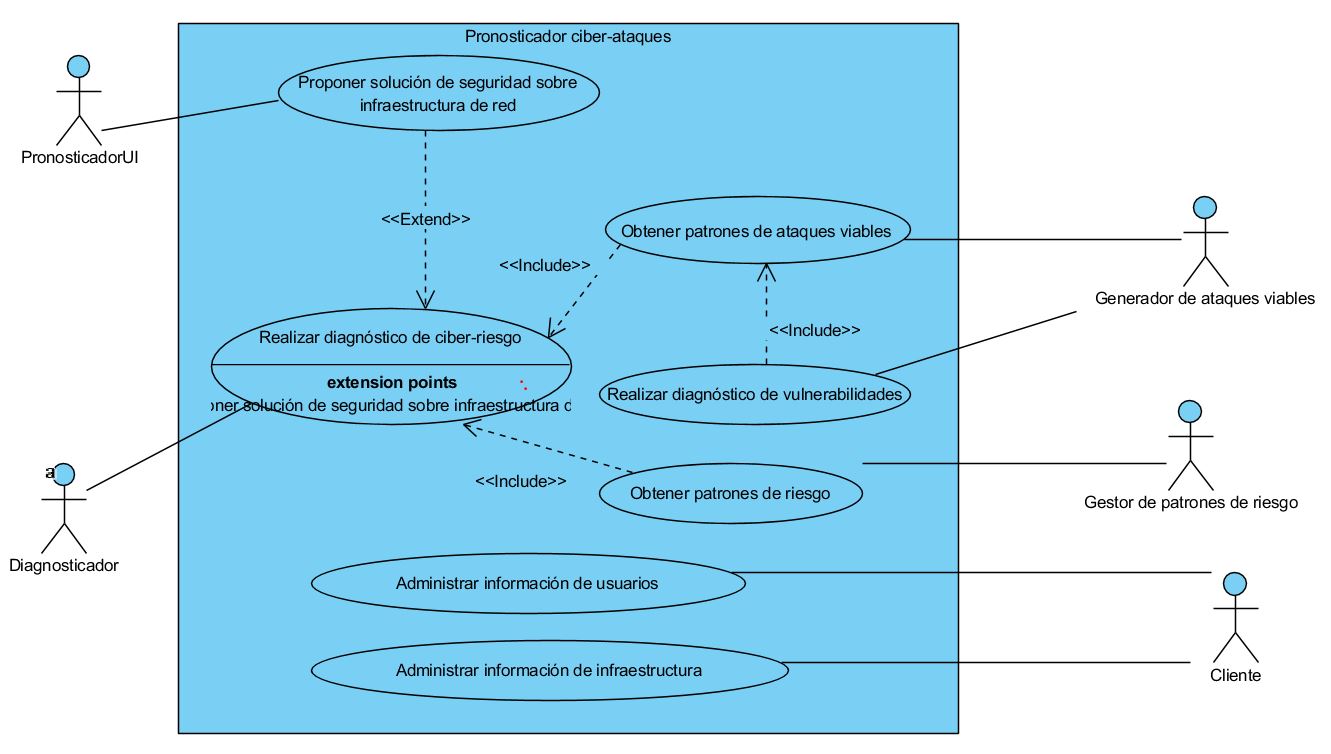 Pronosticador ciber-ataques
Proponer solución de seguridad sobre
infraestructura de red
PronosticadorUI
<<Extend>>
Obtener patrones de ataques viables
<<Include>>
Generador de ataques viables
<<Include>>
Realizar diagnóstico de ciber-riesgo
extension points
oner solución de seguridad sobre infraestructura d
Realizar diagnóstico de vulnerabilidades
a
<<Include>>
Obtener patrones de riesgo
Gestor de patrones de riesgo
Diagnosticador
Administrar información de usuarios
Administrar información de infraestructura
Cliente